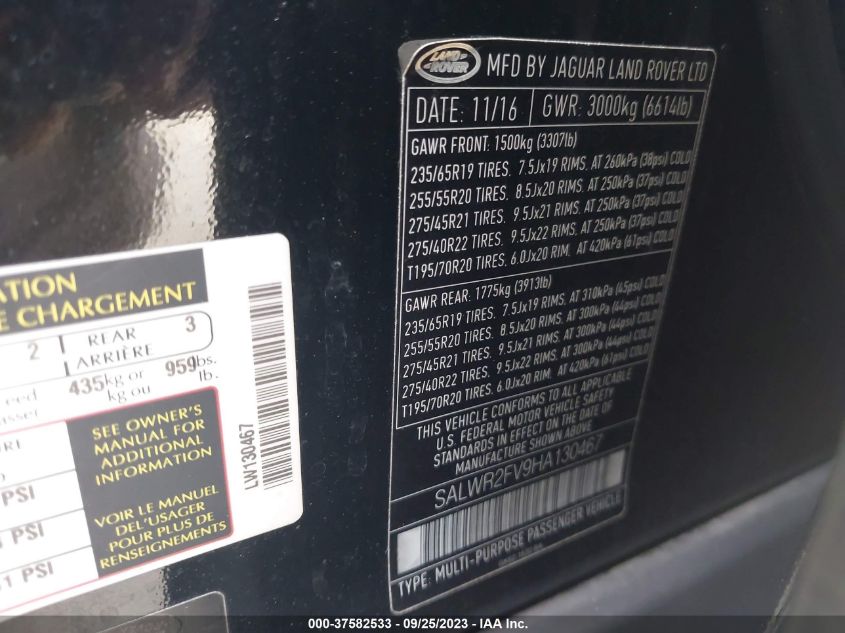 LAND ROVER
MFD BY JAGUAR LAND ROVER LTD
DATE: 11/16 GWR: 3000kg (6614lb)
GAWR FRONT: 1500kg (3307lb)
235/65R19 TIRES. 7.5Jx19 RIMS. AT 260kPa (38psi) COLD
255/55R20 TIRES. 8.5Jx20 RIMS. AT 250kPa (37psi) COLD
275/45R21 TIRES. 9.5Jx21 RIMS. AT 250kPa (37psi) COLD
275/40R22 TIRES. 9.5Jx22 RIMS. AT 250kPa (37psi) COLD
T195/70R20 TIRES. 6.0Jx20 RIM. AT 420kPa (61psi) COLD
GAWR REAR: 1775kg (3913lb)
235/65R19 TIRES. 7.5Jx19 RIMS. AT 310kPa (45psi) COLD
255/55R20 TIRES. 8.5Jx20 RIMS. AT 300kPa (44psi) COLD
275/45R21 TIRES. 9.5Jx21 RIMS. AT 300kPa (44psi) COLD
275/40R22 TIRES. 9.5Jx22 RIMS. AT 300kPa (44psi) COLD
T195/70R20 TIRES. 6.0Jx20 RIM. AT 420kPa (61psi) COLD
THIS VEHICLE CONFORMS TO ALL APPLICABLE
U.S. FEDERAL MOTOR VEHICLE SAFETY
STANDARDS IN EFFECT ON THE DATE OF
MANUFACTURE SHOWN ABOVE
SALWR2FV9HA130467
TYPE: MULTI-PURPOSE PASSENGER VEHICLE
ATION
E CHARGEMENT
2 REAR 3
ARRIÈRE
eed 435kg or 959lbs.
asset kg ou lb.
SEE OWNER'S
MANUAL FOR
ADDITIONAL
INFORMATION
VOIR LE MANUEL
DEL'USAGER
POUR PLUS DE
RENSEIGNEMENTS
PSI
PSI
1 PSI
LW130467
000-37582533 - 09/25/2023 - IAA Inc.